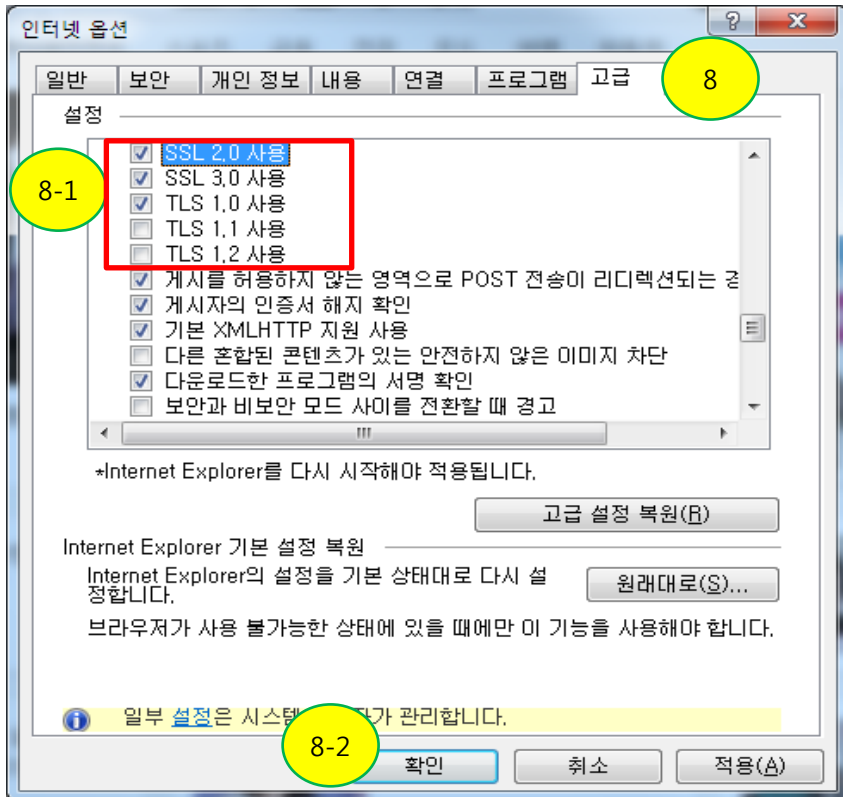 인터넷 옵션
일반 보안 개인 정보 내용 연결 프로그램 고급 8
설정
8-1
SSL 2.0 사용
SSL 3.0 사용
TLS 1.0 사용
TLS 1.1 사용
TLS 1.2 사용
게시를 허용하지 않는 영역으로 POST 전송이 리디렉션되는 경
게시자의 인증서 해지 확인
기본 XMLHTTP 지원 사용
다른 혼합된 콘텐츠가 있는 안전하지 않은 이미지 차단
다운로드한 프로그램의 서명 확인
보안과 비보안 모드 사이를 전환할 때 경고
*Internet Explorer를 다시 시작해야 적용됩니다.
고급 설정 복원(R)
Internet Explorer 기본 설정 복원
Internet Explorer의 설정을 기본 상태대로 다시 설
정합니다.
원래대로(S)...
브라우저가 사용 불가능한 상태에 있을 때에만 이 기능을 사용해야 합니다.
일부 설정은 시스템 관리합니다.
8-2
확인 취소 적용(A)